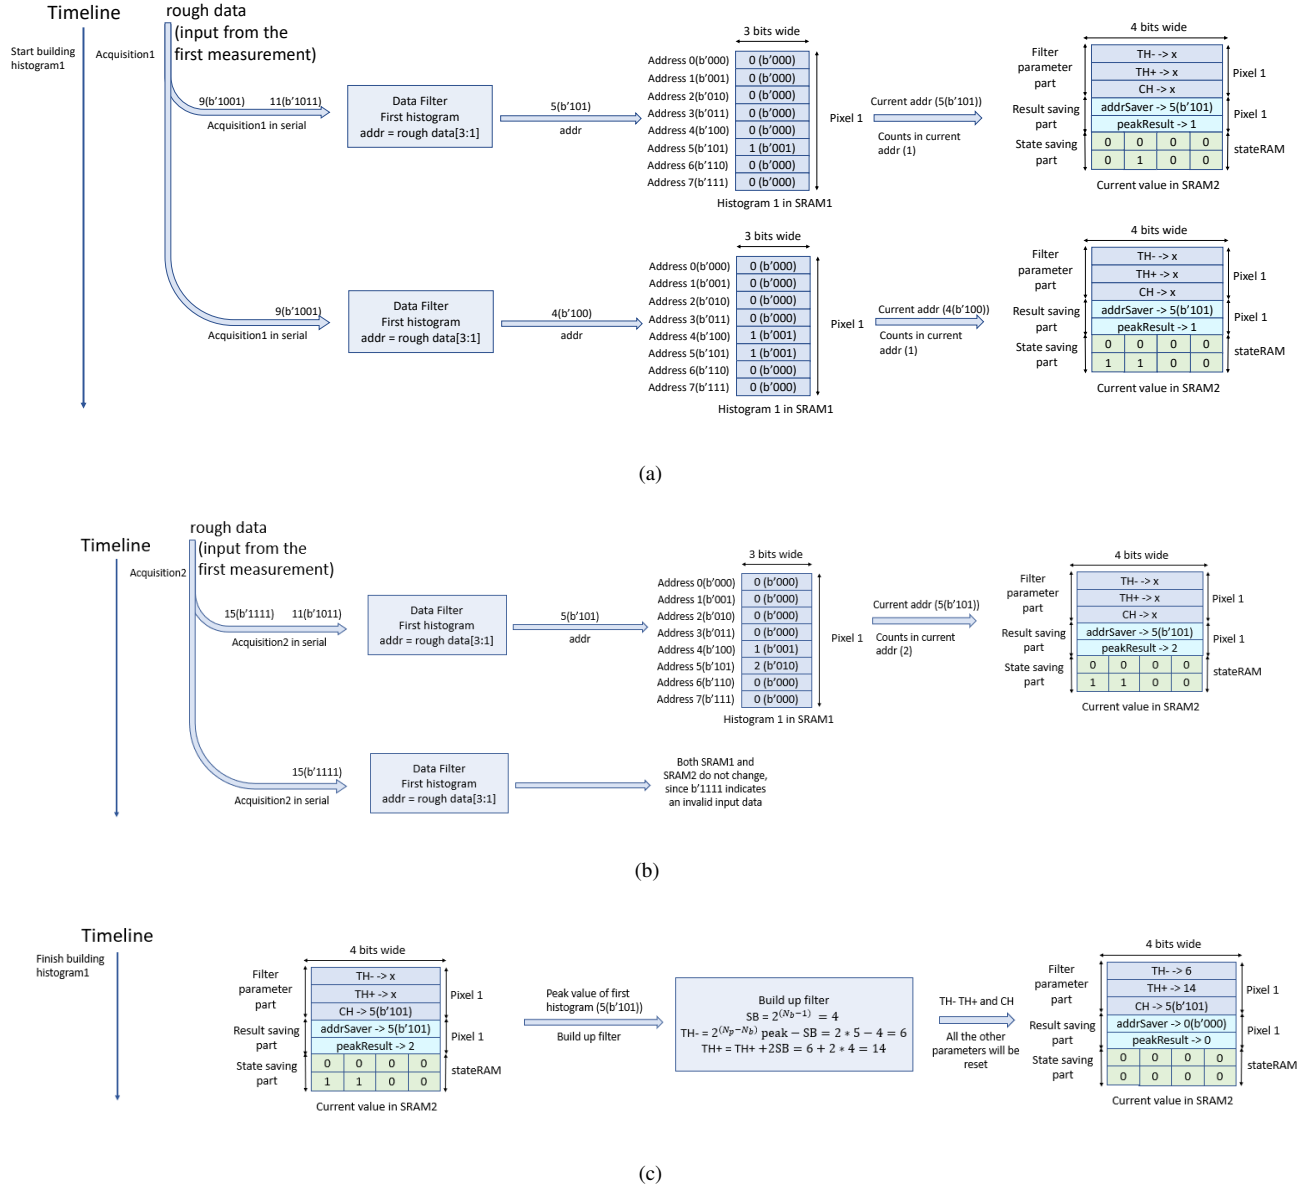 Timeline
rough data
(input from the
first measurement)
Start building
histogram1
Acquisition1
9(b'1001) 11(b'1011)
Acquisition1 in serial
Data Filter
First histogram
addr = rough data[3:1]
5(b'101)
addr
3 bits wide
Address 0(b'000) 0 (b'000)
Address 1(b'001) 0 (b'000)
Address 2(b'010) 0 (b'000)
Address 3(b'011) 0 (b'000)
Address 4(b'100) 0 (b'000)
Address 5(b'101) 1 (b'001)
Address 6(b'110) 0 (b'000)
Address 7(b'111) 0 (b'000)
Pixel 1
Histogram 1 in SRAM1
Current addr (5(b'101))
Counts in current
addr (1)
4 bits wide
Filter
parameter
part
TH- -> x
TH+ -> x
CH -> x
Pixel 1
Result saving
part
addrSaver -> 5(b'101)
peakResult -> 1
Pixel 1
State saving
part
0 0 0 0
0 1 0 0
stateRAM
Current value in SRAM2
9(b'1001)
Acquisition1 in serial
Data Filter
First histogram
addr = rough data[3:1]
4(b'100)
addr
3 bits wide
Address 0(b'000) 0 (b'000)
Address 1(b'001) 0 (b'000)
Address 2(b'010) 0 (b'000)
Address 3(b'011) 0 (b'000)
Address 4(b'100) 1 (b'001)
Address 5(b'101) 1 (b'001)
Address 6(b'110) 0 (b'000)
Address 7(b'111) 0 (b'000)
Pixel 1
Histogram 1 in SRAM1
Current addr (4(b'100))
Counts in current
addr (1)
4 bits wide
Filter
parameter
part
TH- -> x
TH+ -> x
CH -> x
Pixel 1
Result saving
part
addrSaver -> 5(b'101)
peakResult -> 1
Pixel 1
State saving
part
0 0 0 0
1 1 0 0
stateRAM
Current value in SRAM2
(a)
Timeline
rough data
(input from the
first measurement)
Acquisition2
15(b'1111) 11(b'1011)
Acquisition2 in serial
Data Filter
First histogram
addr = rough data[3:1]
5(b'101)
addr
3 bits wide
Address 0(b'000) 0 (b'000)
Address 1(b'001) 0 (b'000)
Address 2(b'010) 0 (b'000)
Address 3(b'011) 0 (b'000)
Address 4(b'100) 1 (b'001)
Address 5(b'101) 2 (b'010)
Address 6(b'110) 0 (b'000)
Address 7(b'111) 0 (b'000)
Pixel 1
Histogram 1 in SRAM1
Current addr (5(b'101))
Counts in current
addr (2)
4 bits wide
Filter
parameter
part
TH- -> x
TH+ -> x
CH -> x
Pixel 1
Result saving
part
addrSaver -> 5(b'101)
peakResult -> 2
Pixel 1
State saving
part
0 0 0 0
1 1 0 0
stateRAM
Current value in SRAM2
15(b'1111)
Acquisition2 in serial
Data Filter
First histogram
addr = rough data[3:1]
Both SRAM1 and
SRAM2 do not change,
since b'1111 indicates
an invalid input data
(b)
Timeline
Finish building
histogram1
4 bits wide
Filter
parameter
part
TH- -> x
TH+ -> x
CH -> 5(b'101)
Pixel 1
Result saving
part
addrSaver -> 5(b'101)
peakResult -> 2
Pixel 1
State saving
part
0 0 0 0
1 1 0 0
stateRAM
Current value in SRAM2
Peak value of first
histogram (5(b'101))
Build up filter
Build up filter
SB = 2^(N_b−1) = 4
TH- = 2^(N_p−N_b) peak − SB = 2 * 5 − 4 = 6
TH+ = TH+ +2SB = 6 + 2 * 4 = 14
TH- TH+ and CH
All the other
parameters will be
reset
4 bits wide
Filter
parameter
part
TH- -> 6
TH+ -> 14
CH -> 5(b'101)
Pixel 1
Result saving
part
addrSaver -> 0(b'000)
peakResult -> 0
Pixel 1
State saving
part
0 0 0 0
0 0 0 0
stateRAM
Current value in SRAM2
(c)